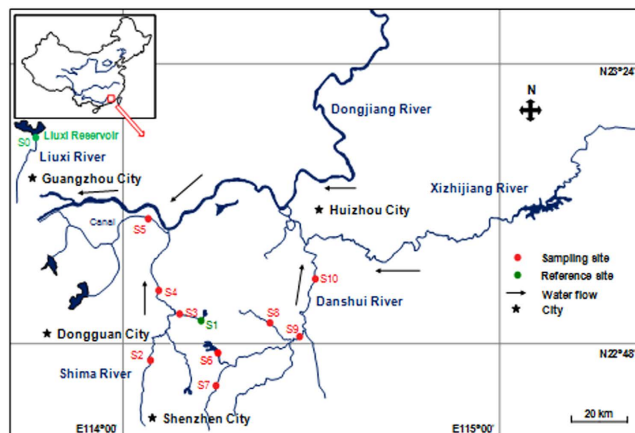 N23°24'
Dongjiang River
N
S0
Liuxi Reservoir
Liuxi River
Guangzhou City
Xizhijiang River
Huizhou City
Canal
S5
Sampling site
Reference site
Water flow
City
S10
S4
Danshui River
S3
S1
S8
Dongguan City
S9
N22°48'
S2
S6
Shima River
S7
Shenzhen City
20 km
E114°00'
E115°00'